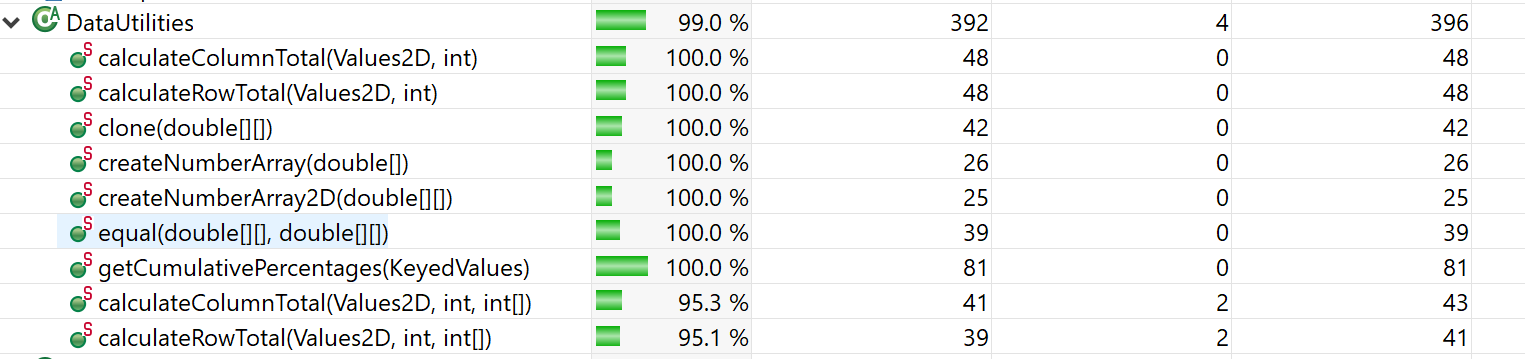 DataUtilities 99.0 % 392 4 396
calculateColumnTotal(Values2D, int) 100.0 % 48 0 48
calculateRowTotal(Values2D, int) 100.0 % 48 0 48
clone(double[][]) 100.0 % 42 0 42
createNumberArray(double[]) 100.0 % 26 0 26
createNumberArray2D(double[][]) 100.0 % 25 0 25
equal(double[][], double[][]) 100.0 % 39 0 39
getCumulativePercentages(KeyedValues) 100.0 % 81 0 81
calculateColumnTotal(Values2D, int, int[]) 95.3 % 41 2 43
calculateRowTotal(Values2D, int, int[]) 95.1 % 39 2 41